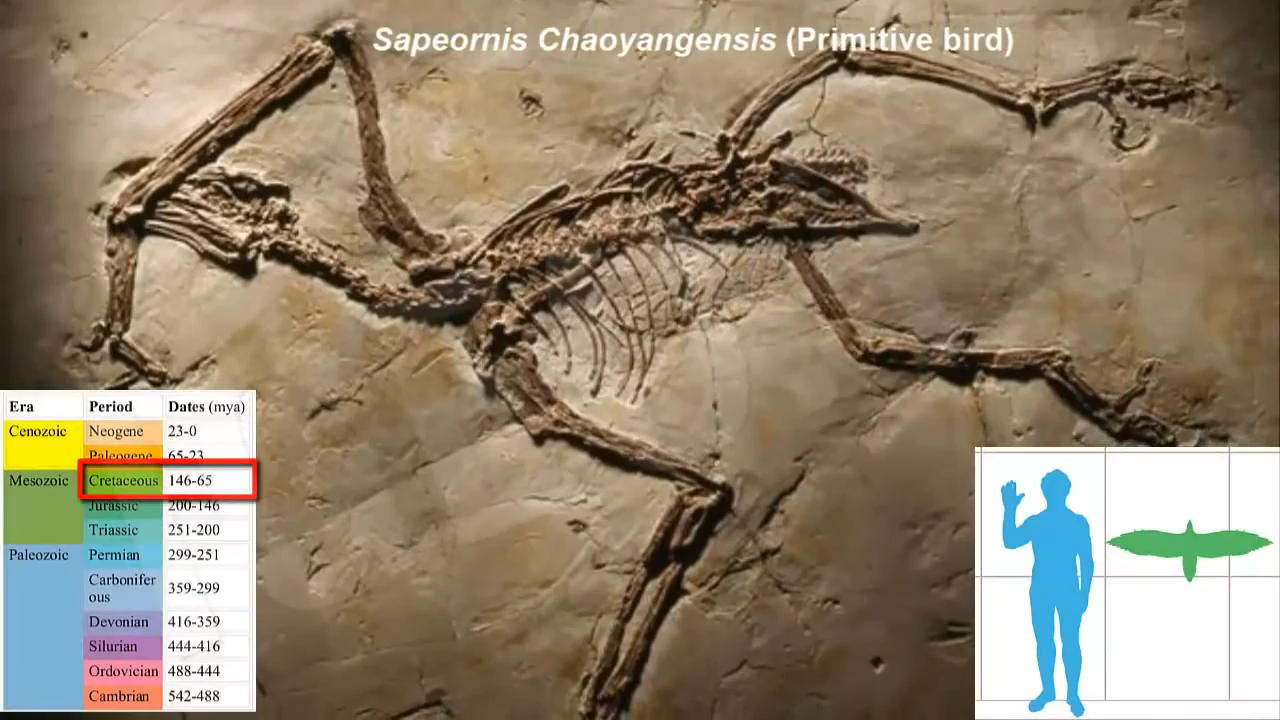 Sapeornis Chaoyangensis (Primitive bird)
Era Period Dates (mya)
Cenozoic Neogene 23-0
Paleogene 65-23
Mesozoic Cretaceous 146-65
Jurassic 200-146
Triassic 251-200
Paleozoic Permian 299-251
Carbonifer
ous 359-299
Devonian 416-359
Silurian 444-416
Ordovician 488-444
Cambrian 542-488